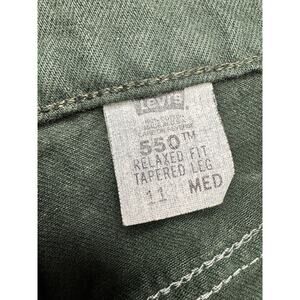 Levi's
550™
RELAXED FIT
TAPERED LEG
11 MED